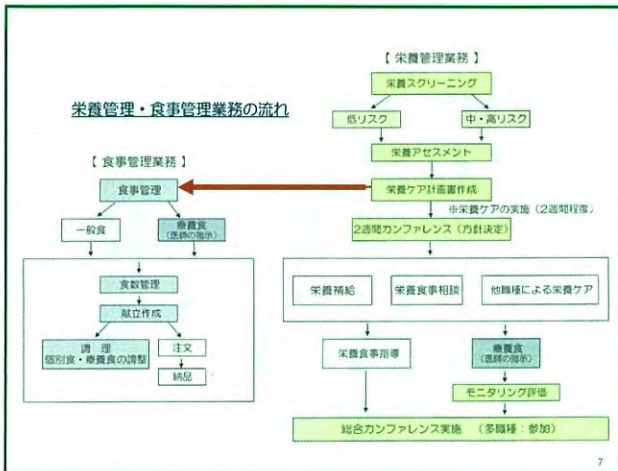 【 栄養管理業務 】
栄養スクリーニング
栄養管理・食事管理業務の流れ
低リスク
中・高リスク
栄養アセスメント
【 食事管理業務 】
食事管理
栄養ケア計画書作成
※栄養ケアの実施（2週間程度）
一般食
療養食
（医師の指示）
2週間カンファレンス（方針決定）
食数管理
献立作成
調　理
個別食・療養食の調整
注文
納品
栄養補給
栄養食事相談
他職種による栄養ケア
栄養食事指導
療養食
（医師の指示）
モニタリング評価
総合カンファレンス実施　（多職種：参加）
7